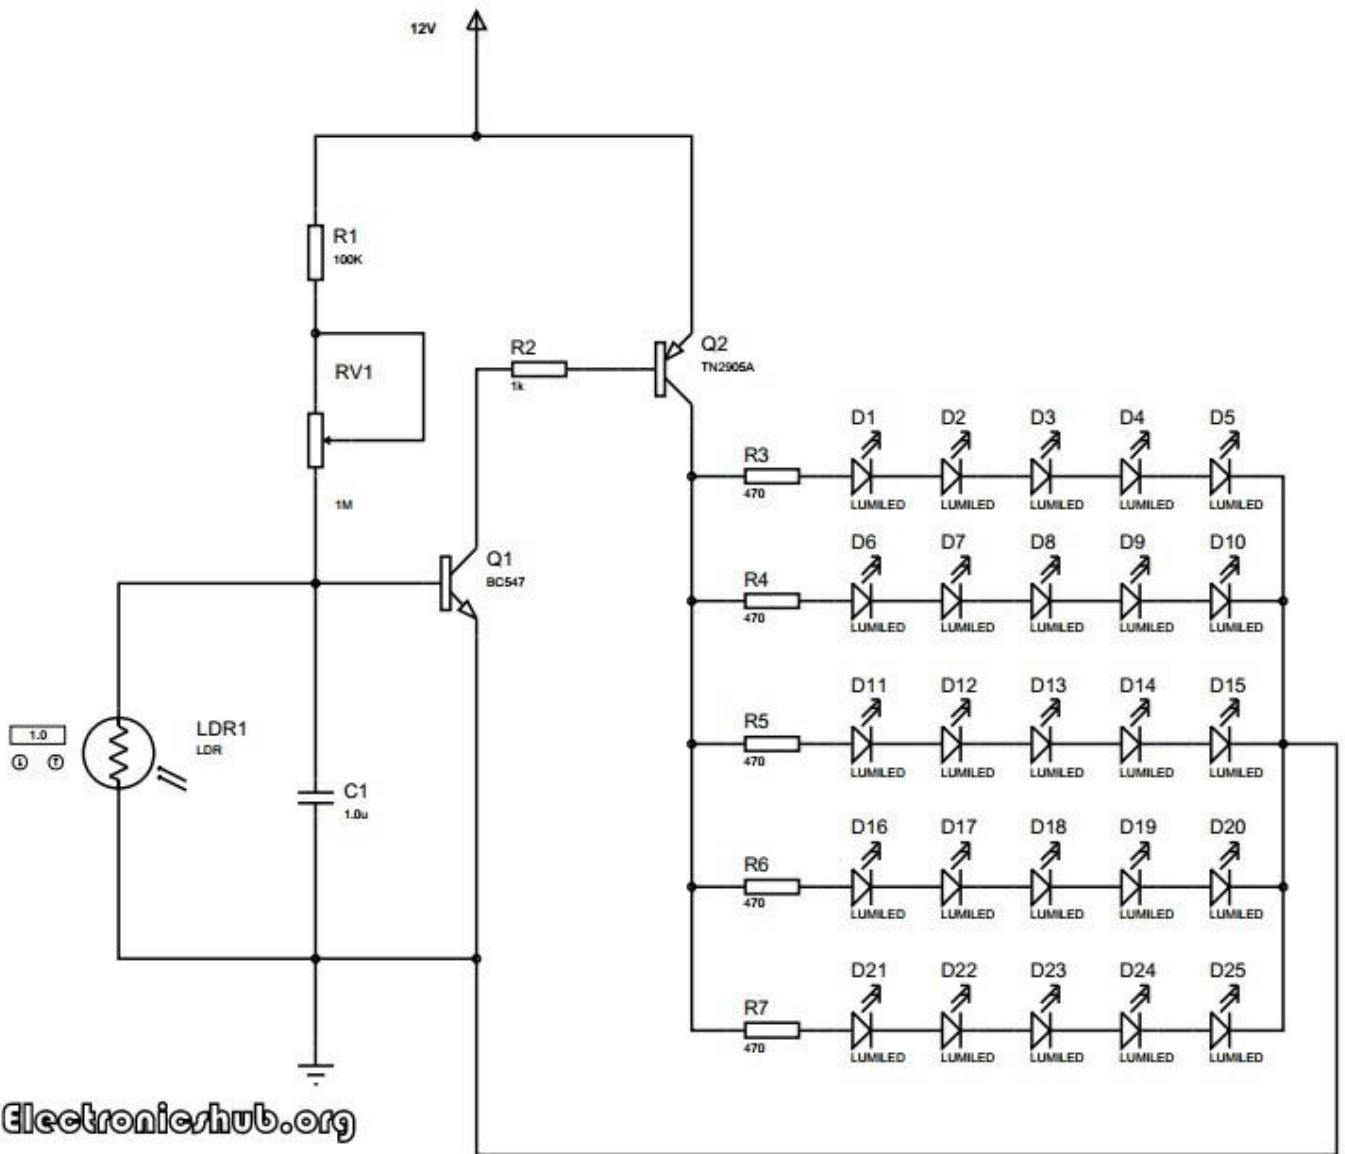 12V
R1
100K
RV1
1M
R2
1k
Q2
TN2905A
Q1
BC547
LDR1
LDR
1.0
C1
1.0u
D1 D2 D3 D4 D5
R3
470
LUMILED LUMILED LUMILED LUMILED LUMILED
D6 D7 D8 D9 D10
R4
470
LUMILED LUMILED LUMILED LUMILED LUMILED
D11 D12 D13 D14 D15
R5
470
LUMILED LUMILED LUMILED LUMILED LUMILED
D16 D17 D18 D19 D20
R6
470
LUMILED LUMILED LUMILED LUMILED LUMILED
D21 D22 D23 D24 D25
R7
470
LUMILED LUMILED LUMILED LUMILED LUMILED
Electronicshub.org